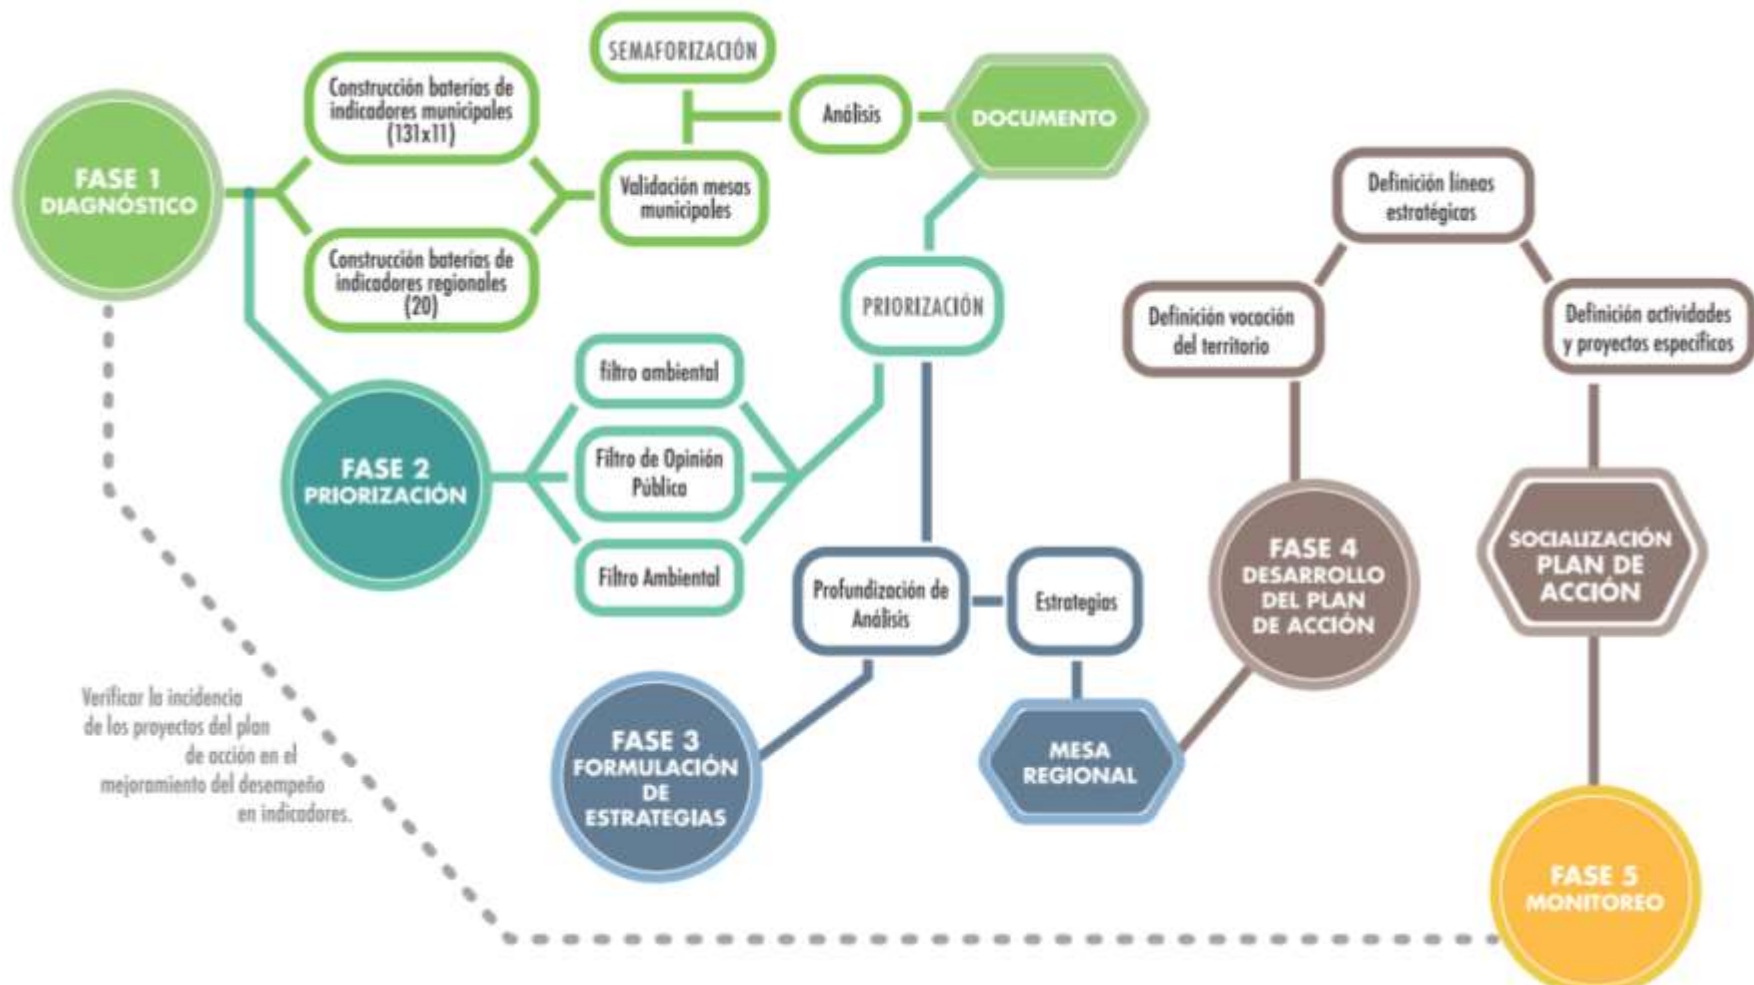 FASE 1
DIAGNÓSTICO
Construcción baterías de
indicadores municipales
(131x11)
Construcción baterías de
indicadores regionales
(20)
SEMAFORIZACIÓN
Validación mesas
municipales
Análisis
DOCUMENTO
FASE 2
PRIORIZACIÓN
filtro ambiental
Filtro de Opinión
Pública
Filtro Ambiental
PRIORIZACIÓN
FASE 3
FORMULACIÓN
DE
ESTRATEGIAS
Profundización de
Análisis
Estrategias
MESA
REGIONAL
FASE 4
DESARROLLO
DEL PLAN
DE ACCIÓN
Definición vocación
del territorio
Definición líneas
estratégicas
Definición actividades
y proyectos específicos
SOCIALIZACIÓN
PLAN DE
ACCIÓN
FASE 5
MONITOREO
Verificar la incidencia
de los proyectos del plan
de acción en el
mejoramiento del desempeño
en indicadores.